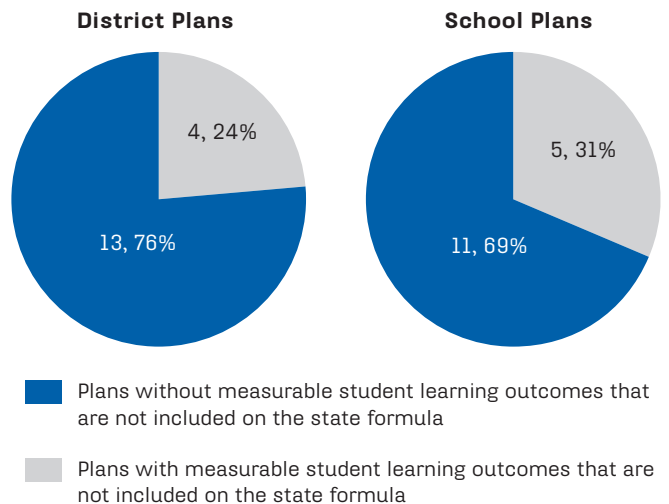 District Plans
School Plans
4, 24%
13, 76%
5, 31%
11, 69%
Plans without measurable student learning outcomes that
are not included on the state formula
Plans with measurable student learning outcomes that are
not included on the state formula